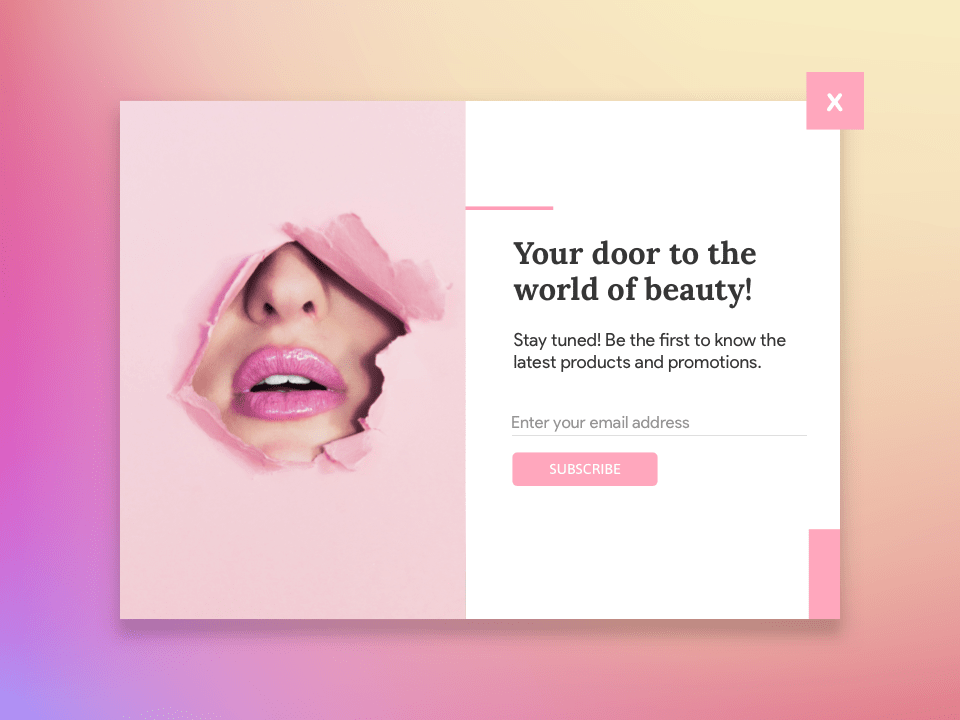 X
Your door to the
world of beauty!
Stay tuned! Be the first to know the
latest products and promotions.
Enter your email address
SUBSCRIBE